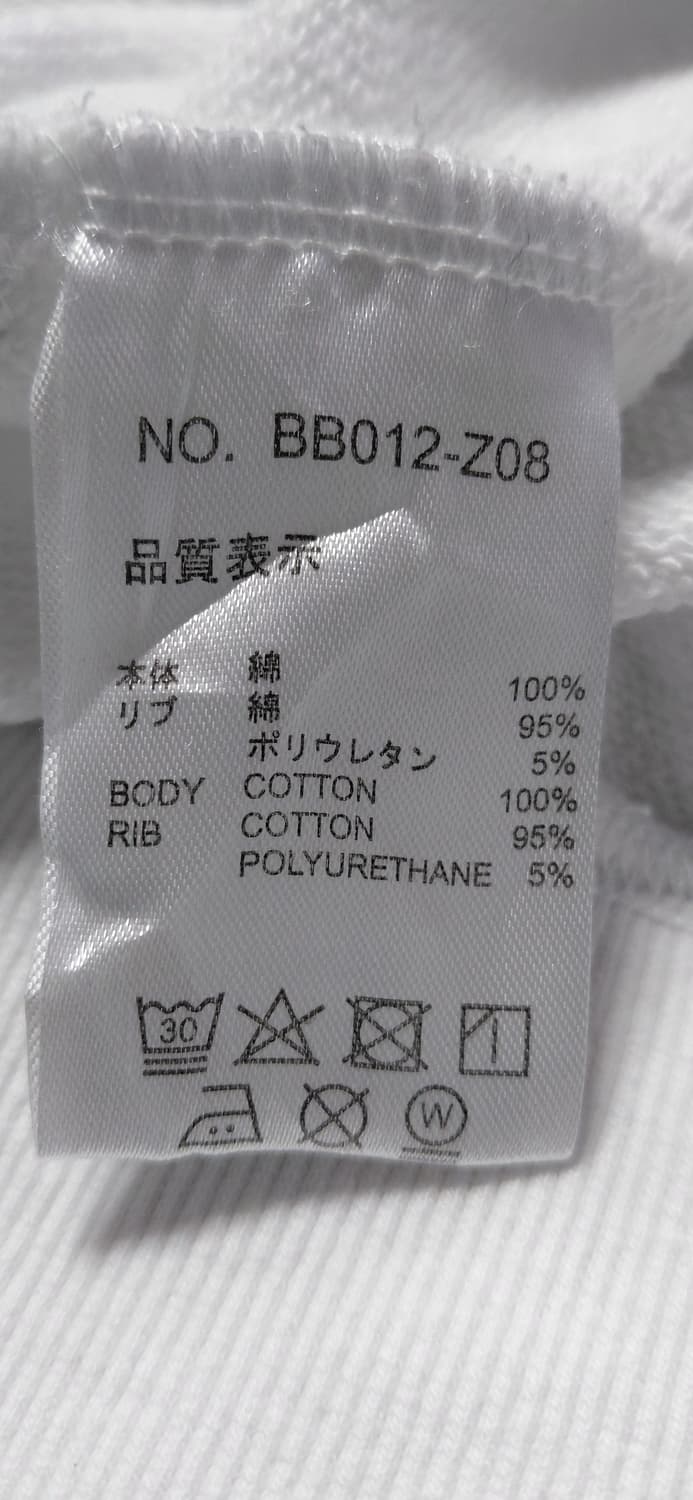 NO. BB012-Z08
品質表示
本体 綿 100%
リブ 綿 95%
ポリウレタン 5%
BODY COTTON 100%
RIB COTTON 95%
POLYURETHANE 5%
30
W